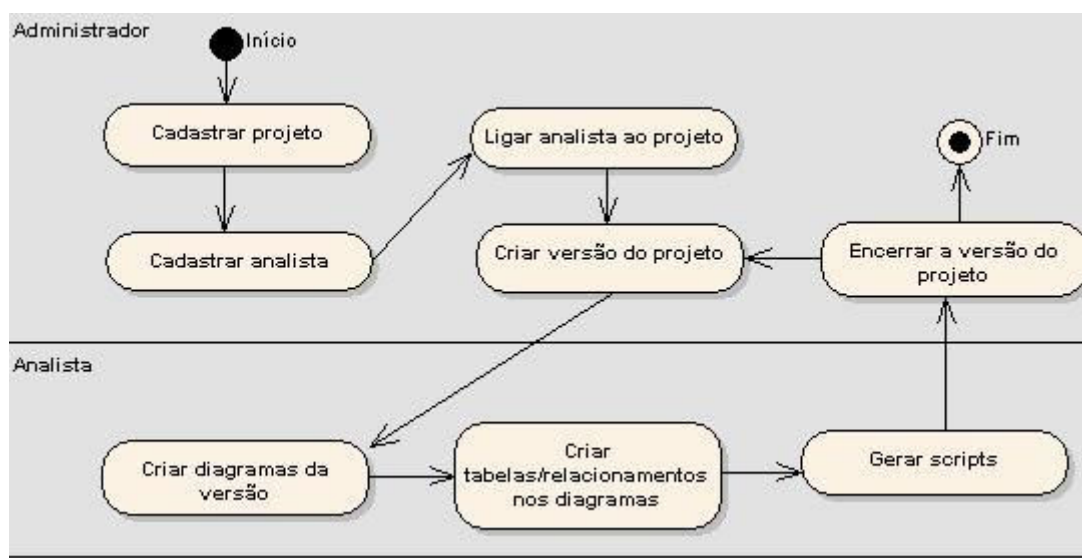 Administrador
Início
Cadastrar projeto
Ligar analista ao projeto
Fim
Cadastrar analista
Criar versão do projeto
Encerrar a versão do
projeto
Analista
Criar diagramas da
versão
Criar
tabelas/relacionamentos
nos diagramas
Gerar scripts